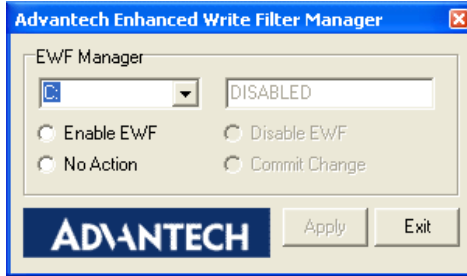 Advantech Enhanced Write Filter Manager
EWF Manager
C: DISABLED
Enable EWF Disable EWF
No Action Commit Change
ADVANTECH Apply Exit